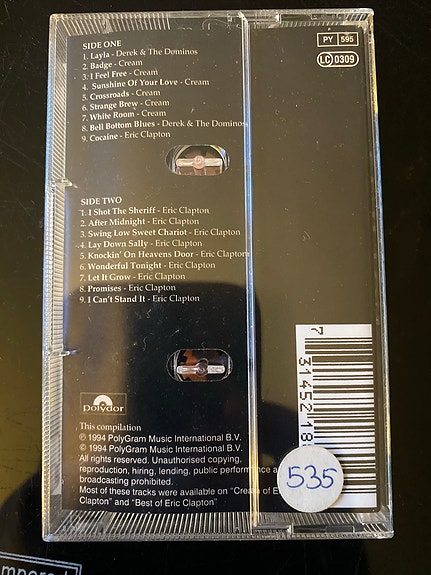 SIDE ONE
1. Layla - Derek & The Dominos
2. Badge - Cream
3. I Feel Free - Cream
4. Sunshine Of Your Love - Cream
5. Crossroads - Cream
6. Strange Brew - Cream
7. White Room - Cream
8. Bell Bottom Blues - Derek & The Dominos
9. Cocaine - Eric Clapton
PY 595
LC 0309
SIDE TWO
1. I Shot The Sheriff - Eric Clapton
2. After Midnight - Eric Clapton
3. Swing Low Sweet Chariot - Eric Clapton
4. Lay Down Sally - Eric Clapton
5. Knockin' On Heavens Door - Eric Clapton
6. Wonderful Tonight - Eric Clapton
7. Let It Grow - Eric Clapton
8. Promises - Eric Clapton
9. I Can't Stand It - Eric Clapton
7 31452 18
polydor
This compilation
℗ 1994 PolyGram Music International B.V.
© 1994 PolyGram Music International B.V.
All rights reserved. Unauthorised copying,
reproduction, hiring, lending, public performance a
broadcasting prohibited.
Most of these tracks were available on "Cream of E
Clapton" and "Best of Eric Clapton"
535